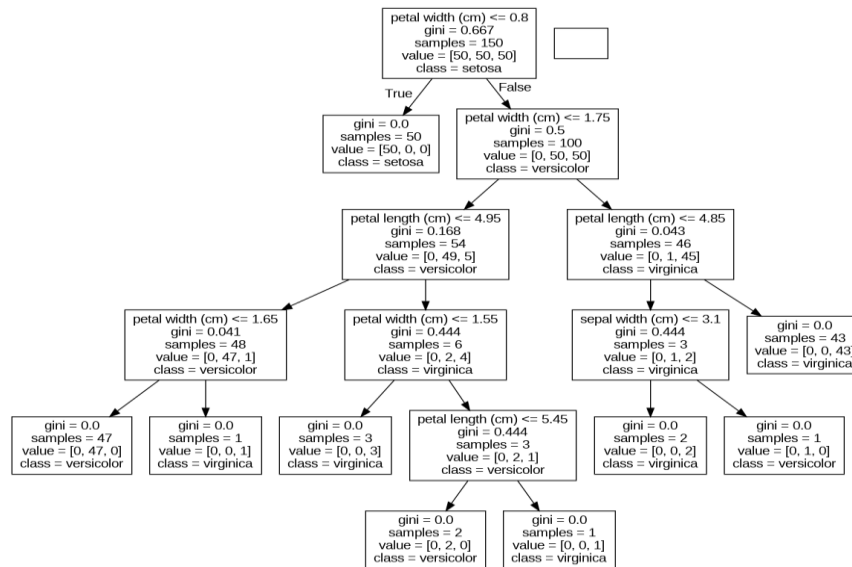 petal width (cm) <= 0.8
gini = 0.667
samples = 150
value = [50, 50, 50]
class = setosa
True
False
gini = 0.0
samples = 50
value = [50, 0, 0]
class = setosa
petal width (cm) <= 1.75
gini = 0.5
samples = 100
value = [0, 50, 50]
class = versicolor
petal length (cm) <= 4.95
gini = 0.168
samples = 54
value = [0, 49, 5]
class = versicolor
petal length (cm) <= 4.85
gini = 0.043
samples = 46
value = [0, 1, 45]
class = virginica
petal width (cm) <= 1.65
gini = 0.041
samples = 48
value = [0, 47, 1]
class = versicolor
petal width (cm) <= 1.55
gini = 0.444
samples = 6
value = [0, 2, 4]
class = virginica
sepal width (cm) <= 3.1
gini = 0.444
samples = 3
value = [0, 1, 2]
class = virginica
gini = 0.0
samples = 43
value = [0, 0, 43]
class = virginica
gini = 0.0
samples = 47
value = [0, 47, 0]
class = versicolor
gini = 0.0
samples = 1
value = [0, 0, 1]
class = virginica
gini = 0.0
samples = 3
value = [0, 0, 3]
class = virginica
petal length (cm) <= 5.45
gini = 0.444
samples = 3
value = [0, 2, 1]
class = versicolor
gini = 0.0
samples = 2
value = [0, 0, 2]
class = virginica
gini = 0.0
samples = 1
value = [0, 1, 0]
class = versicolor
gini = 0.0
samples = 2
value = [0, 2, 0]
class = versicolor
gini = 0.0
samples = 1
value = [0, 0, 1]
class = virginica